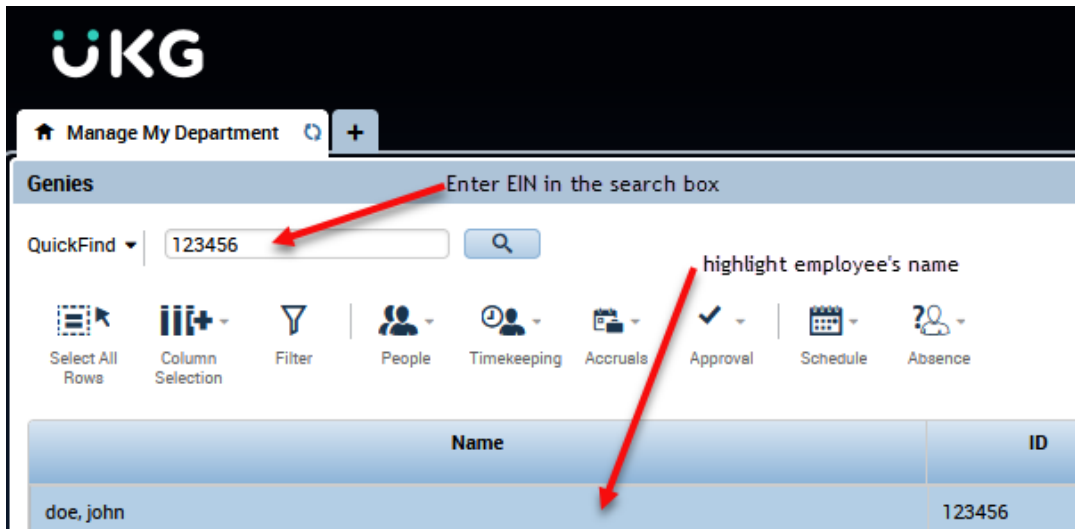 UKG
Manage My Department +
Genies
Enter EIN in the search box
QuickFind
123456
highlight employee's name
Select All Rows
Column Selection
Filter
People
Timekeeping
Accruals
Approval
Schedule
Absence
Name ID
doe, john 123456